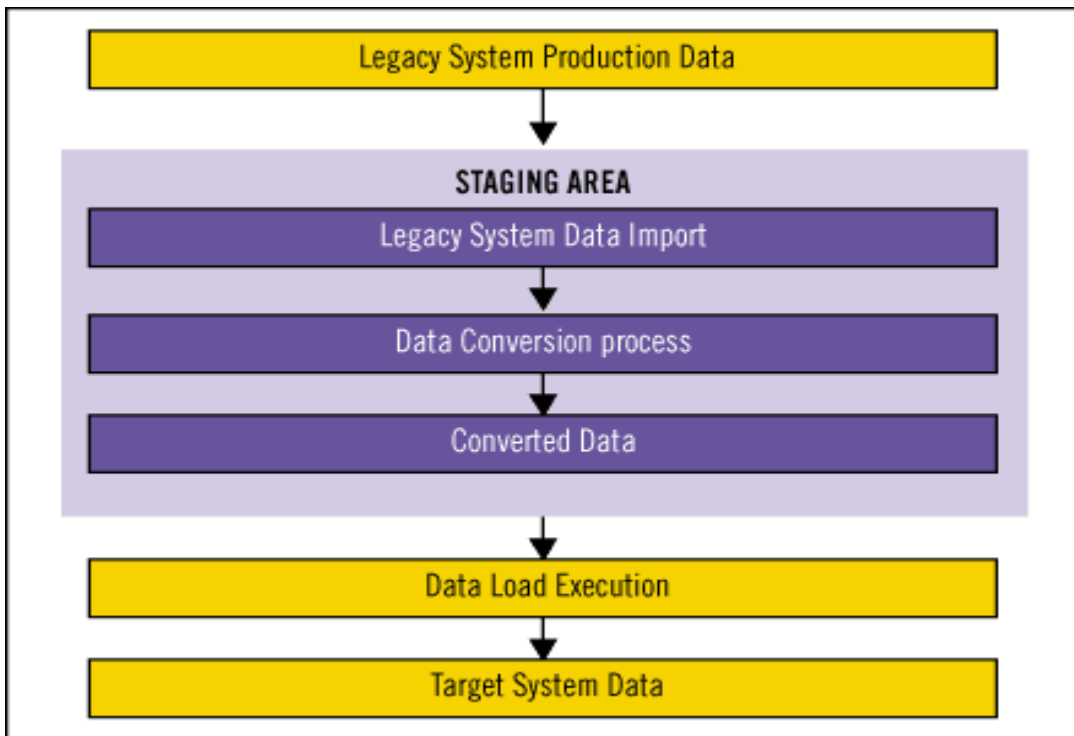 Legacy System Production Data
STAGING AREA
Legacy System Data Import
Data Conversion process
Converted Data
Data Load Execution
Target System Data